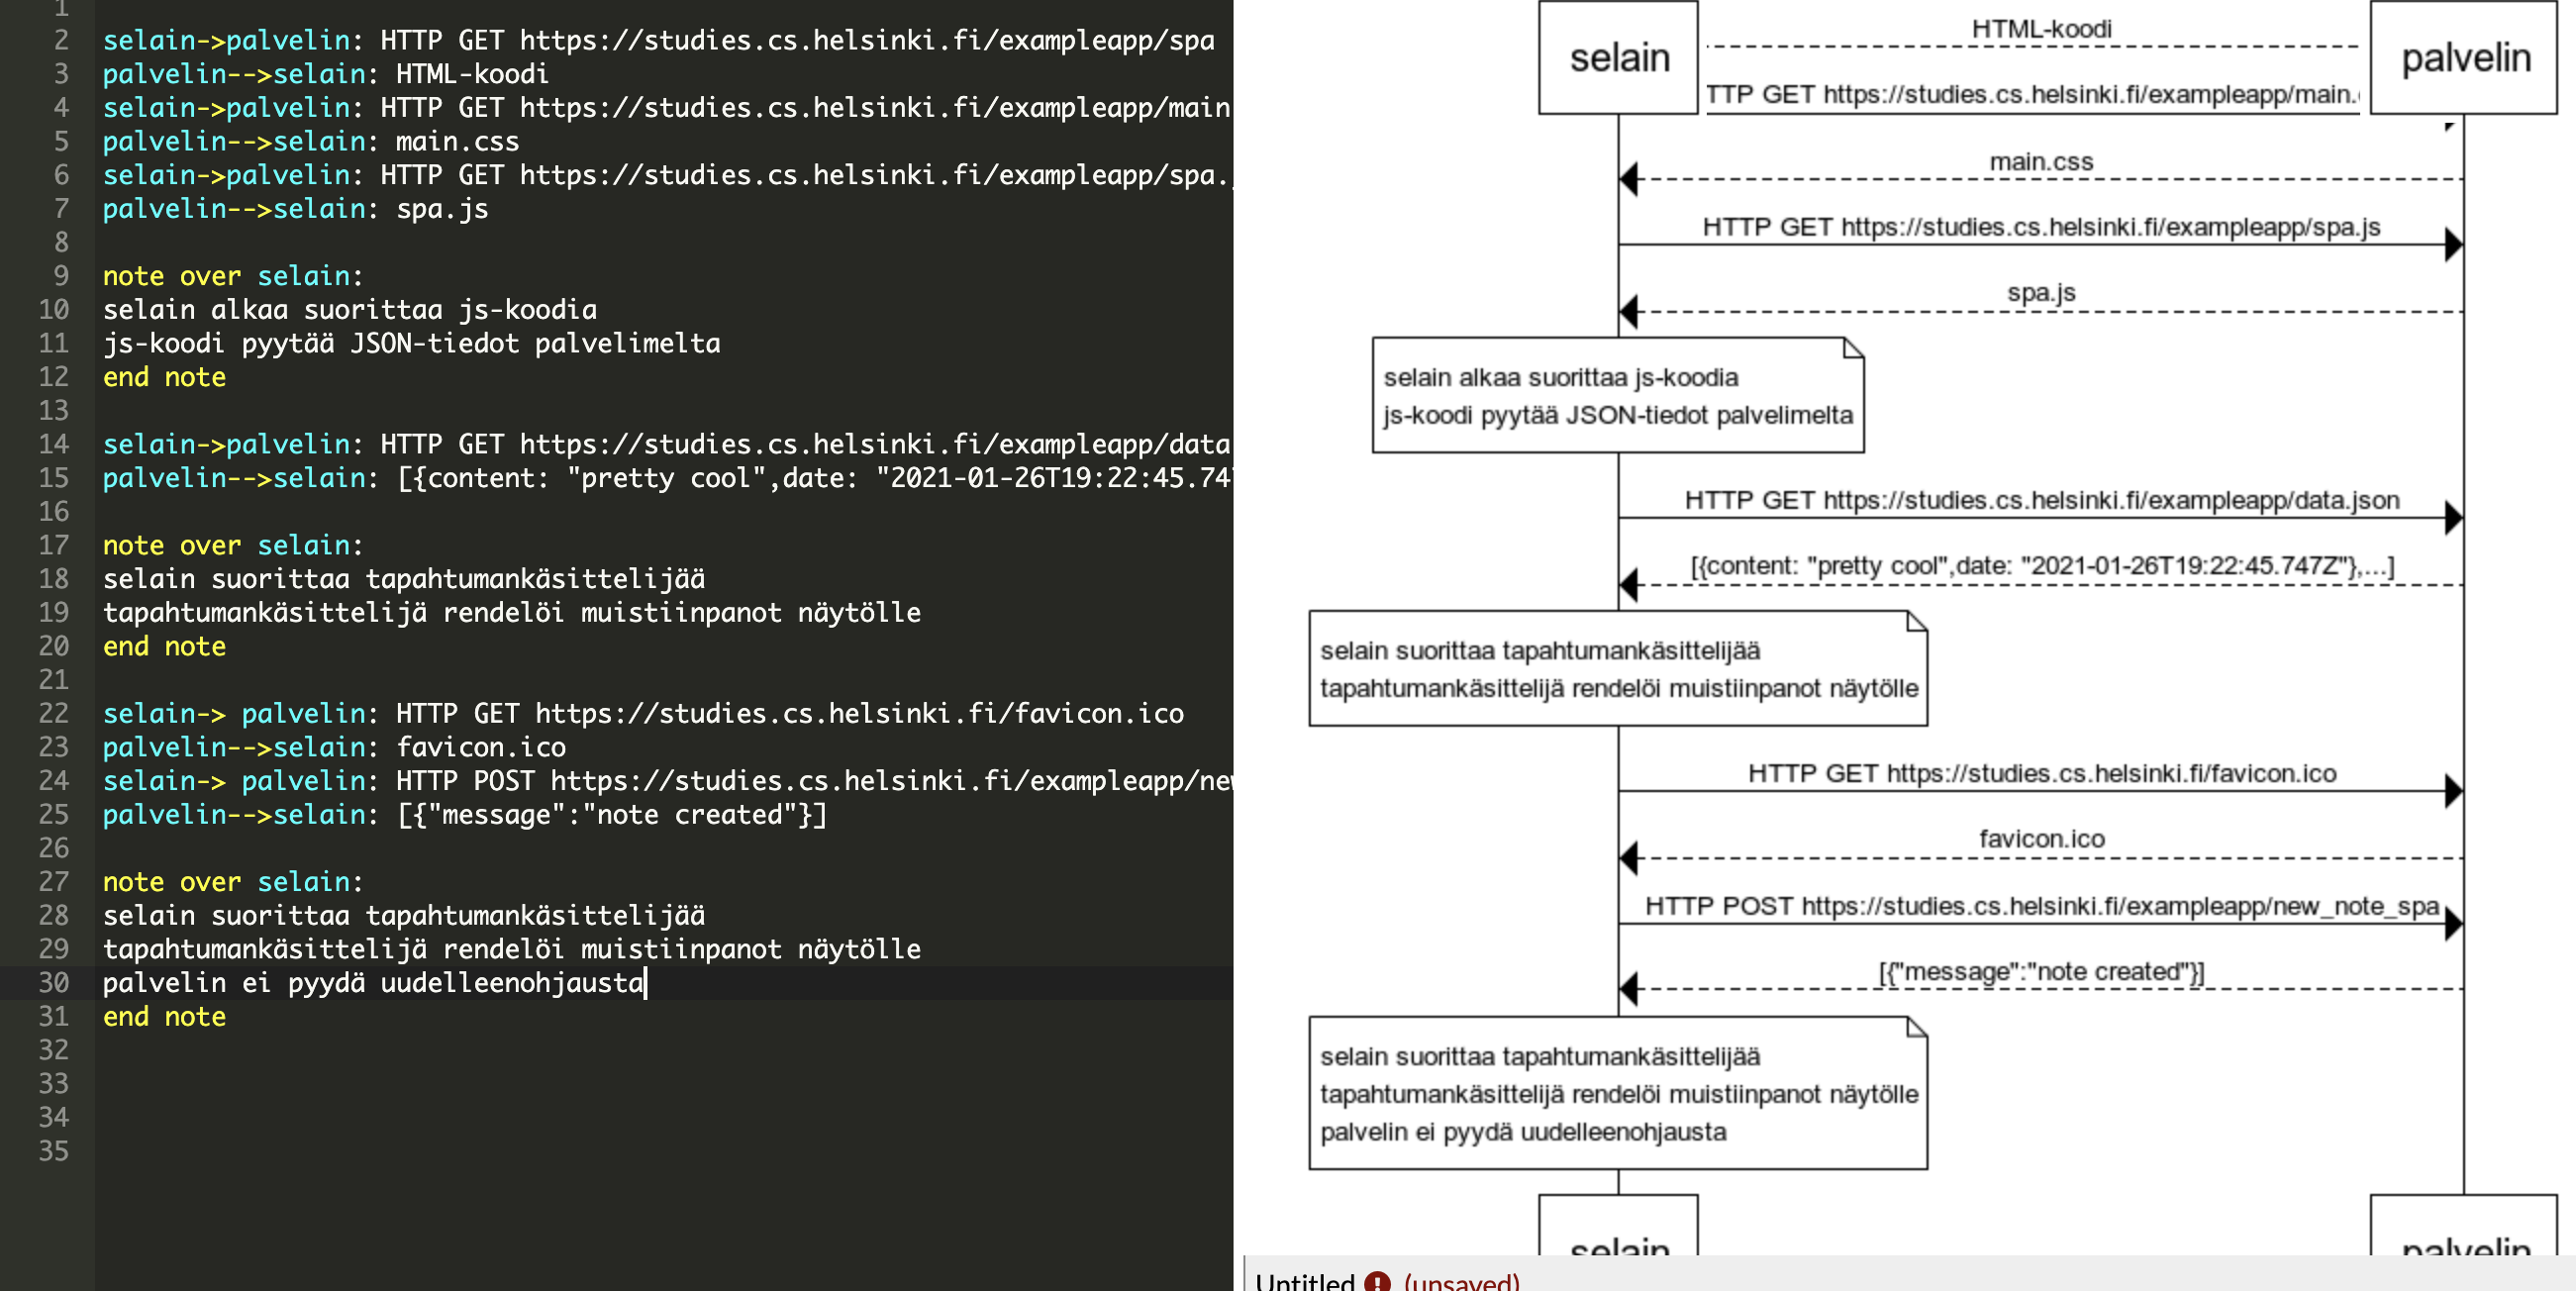 1
2 selain->palvelin: HTTP GET https://studies.cs.helsinki.fi/exampleapp/spa
3 palvelin-->selain: HTML-koodi
4 selain->palvelin: HTTP GET https://studies.cs.helsinki.fi/exampleapp/main
5 palvelin-->selain: main.css
6 selain->palvelin: HTTP GET https://studies.cs.helsinki.fi/exampleapp/spa.
7 palvelin-->selain: spa.js
8
9 note over selain:
10 selain alkaa suorittaa js-koodia
11 js-koodi pyytää JSON-tiedot palvelimelta
12 end note
13
14 selain->palvelin: HTTP GET https://studies.cs.helsinki.fi/exampleapp/data
15 palvelin-->selain: [{content: "pretty cool",date: "2021-01-26T19:22:45.74
16
17 note over selain:
18 selain suorittaa tapahtumankäsittelijää
19 tapahtumankäsittelijä rendelöi muistiinpanot näytölle
20 end note
21
22 selain-> palvelin: HTTP GET https://studies.cs.helsinki.fi/favicon.ico
23 palvelin-->selain: favicon.ico
24 selain-> palvelin: HTTP POST https://studies.cs.helsinki.fi/exampleapp/new
25 palvelin-->selain: [{"message":"note created"}]
26
27 note over selain:
28 selain suorittaa tapahtumankäsittelijää
29 tapahtumankäsittelijä rendelöi muistiinpanot näytölle
30 palvelin ei pyydä uudelleenohjausta
31 end note
32
33
34
35
selain
HTML-koodi
palvelin
TTP GET https://studies.cs.helsinki.fi/exampleapp/main.
main.css
HTTP GET https://studies.cs.helsinki.fi/exampleapp/spa.js
spa.js
selain alkaa suorittaa js-koodia
js-koodi pyytää JSON-tiedot palvelimelta
HTTP GET https://studies.cs.helsinki.fi/exampleapp/data.json
[{content: "pretty cool",date: "2021-01-26T19:22:45.747Z"},...]
selain suorittaa tapahtumankäsittelijää
tapahtumankäsittelijä rendelöi muistiinpanot näytölle
HTTP GET https://studies.cs.helsinki.fi/favicon.ico
favicon.ico
HTTP POST https://studies.cs.helsinki.fi/exampleapp/new_note_spa
[{"message":"note created"}]
selain suorittaa tapahtumankäsittelijää
tapahtumankäsittelijä rendelöi muistiinpanot näytölle
palvelin ei pyydä uudelleenohjausta
selain palvelin
Untitled (unsaved)